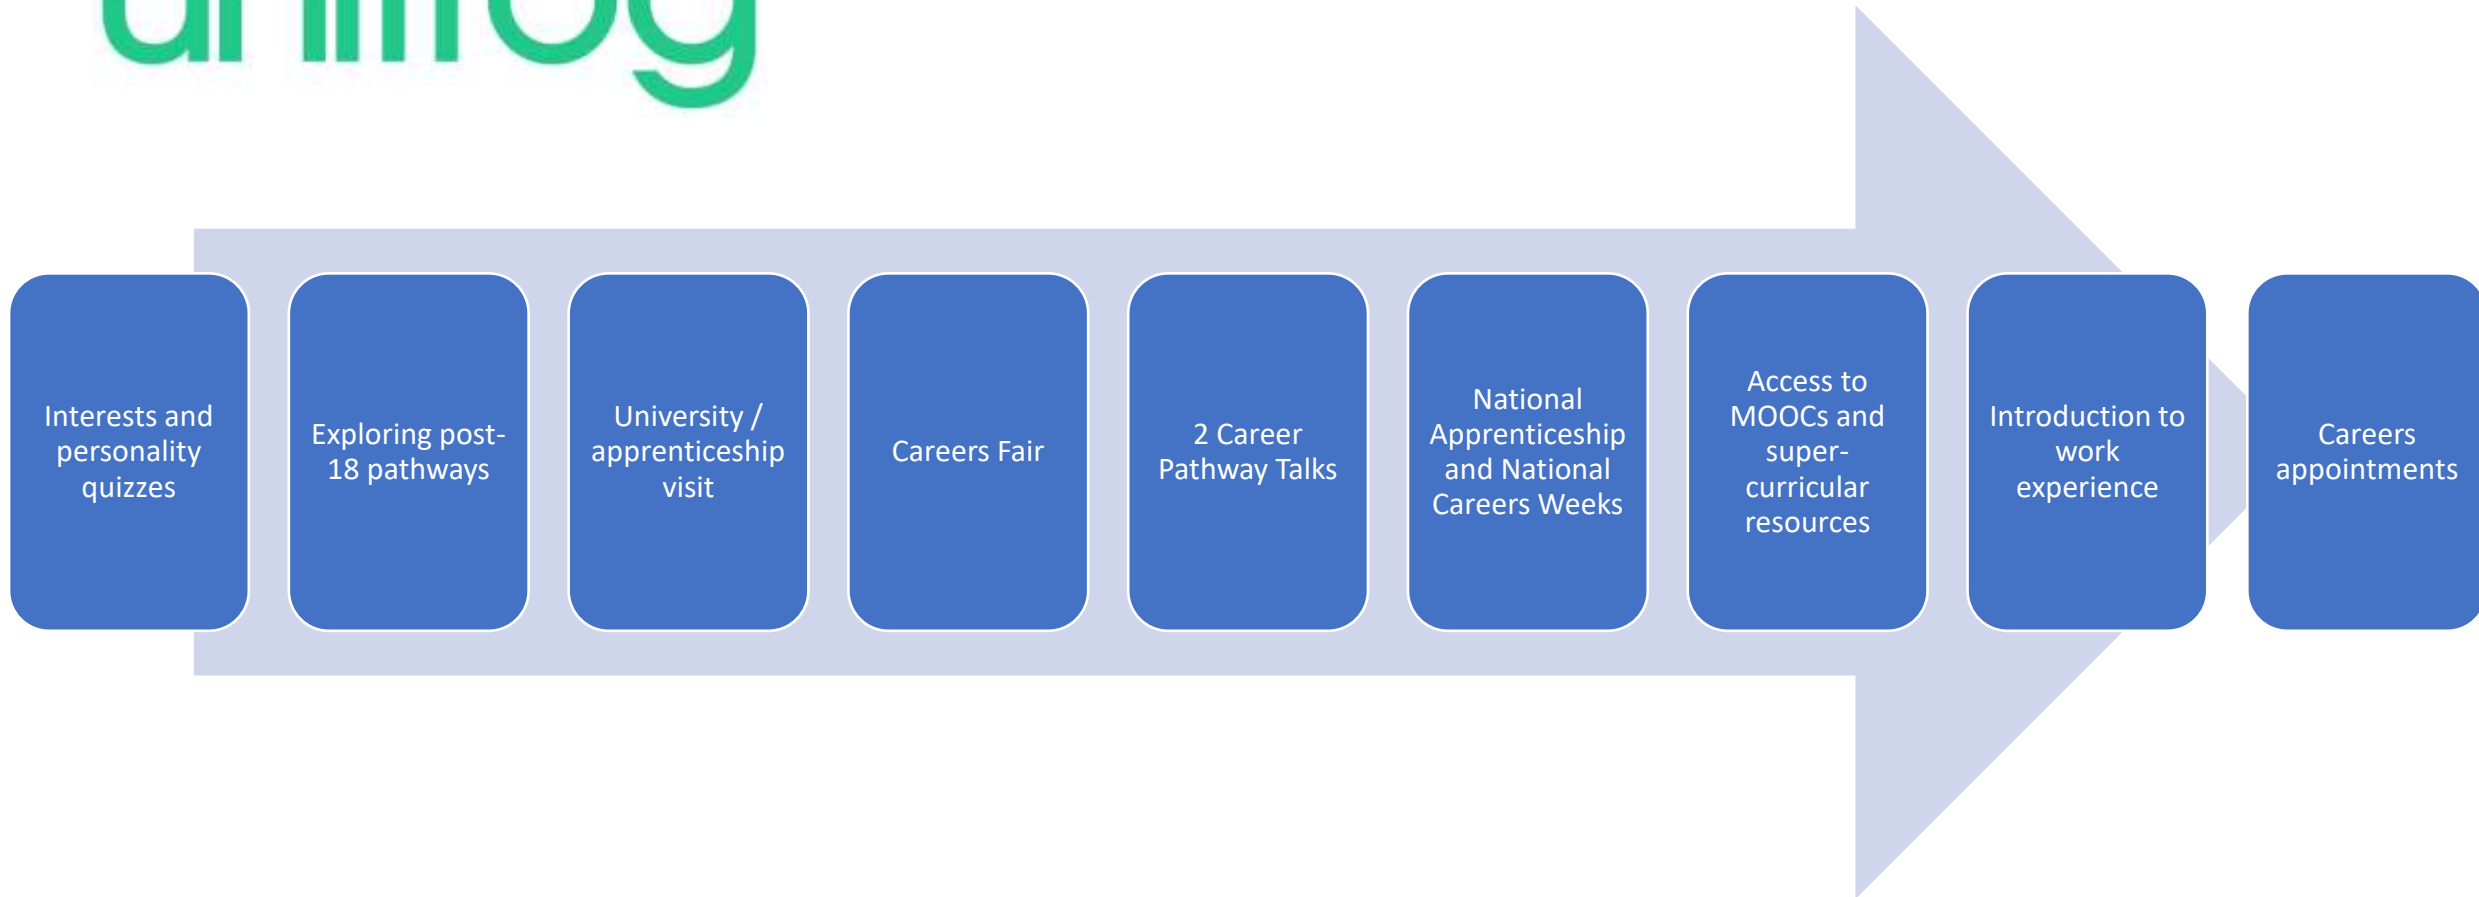 unifrog
Interests and
personality
quizzes
Exploring post-
18 pathways
University /
apprenticeship
visit
Careers Fair
2 Career
Pathway Talks
National
Apprenticeship
and National
Careers Weeks
Access to
MOOCs and
super-
curricular
resources
Introduction to
work
experience
Careers
appointments